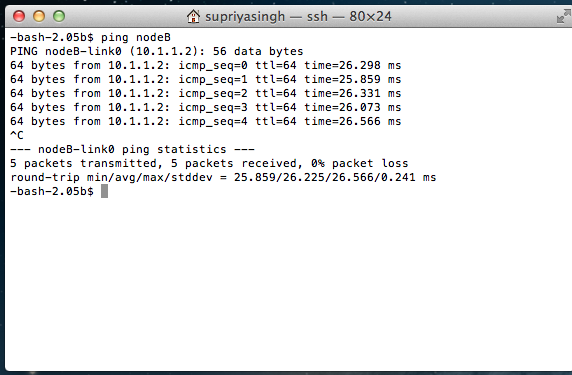 supriyasingh — ssh — 80×24
-bash-2.05b$ ping nodeB
PING nodeB-link0 (10.1.1.2): 56 data bytes
64 bytes from 10.1.1.2: icmp_seq=0 ttl=64 time=26.298 ms
64 bytes from 10.1.1.2: icmp_seq=1 ttl=64 time=25.859 ms
64 bytes from 10.1.1.2: icmp_seq=2 ttl=64 time=26.331 ms
64 bytes from 10.1.1.2: icmp_seq=3 ttl=64 time=26.073 ms
64 bytes from 10.1.1.2: icmp_seq=4 ttl=64 time=26.566 ms
^C
--- nodeB-link0 ping statistics ---
5 packets transmitted, 5 packets received, 0% packet loss
round-trip min/avg/max/stddev = 25.859/26.225/26.566/0.241 ms
-bash-2.05b$